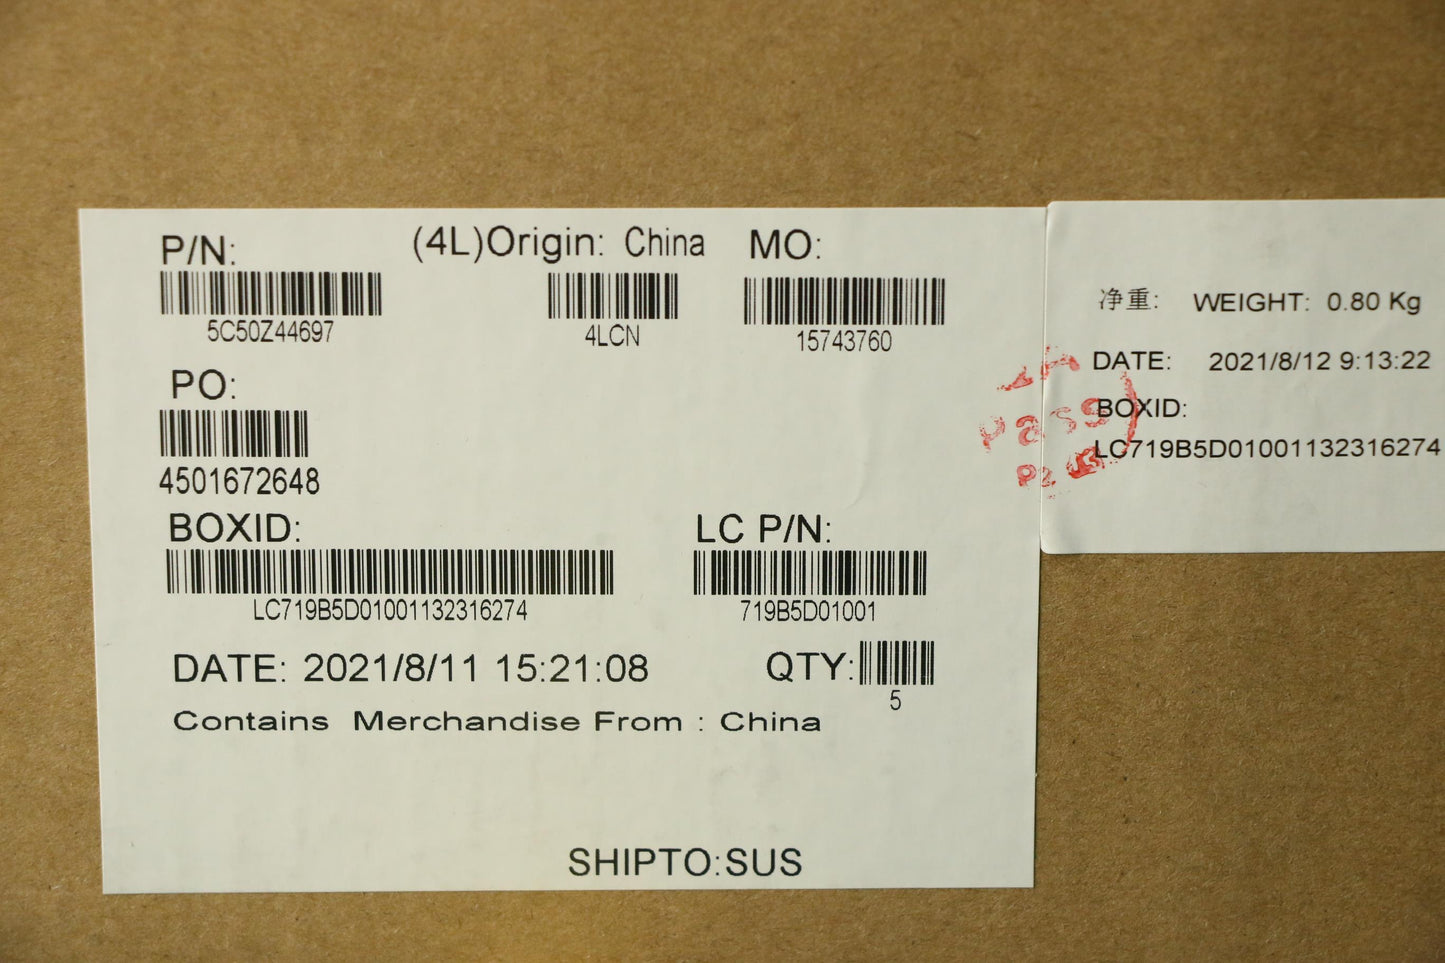 P/N:
5C50Z44697
(4L)Origin: China
4LCN
MO:
15743760
PO:
4501672648
BOXID:
LC719B5D01001132316274
LC P/N:
719B5D01001
DATE: 2021/8/11 15:21:08
QTY:
5
Contains Merchandise From : China
SHIPTO:SUS
净重: WEIGHT: 0.80 Kg
DATE: 2021/8/12 9:13:22
BOXID:
LC719B5D01001132316274
Pass